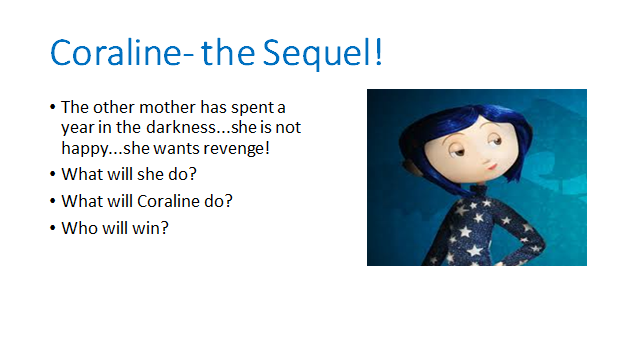 Coraline- the Sequel!
• The other mother has spent a
year in the darkness...she is not
happy...she wants revenge!
• What will she do?
• What will Coraline do?
• Who will win?